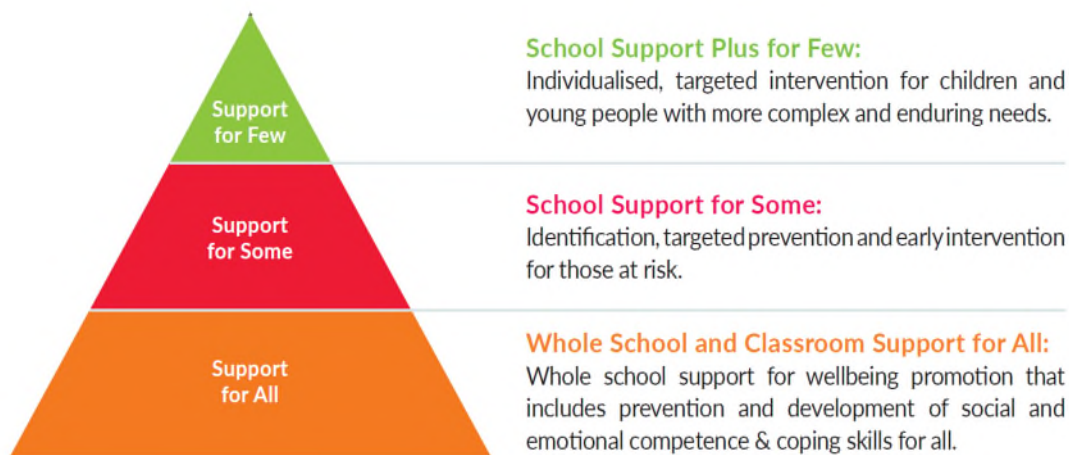 Support
for Few
School Support Plus for Few:
Individualised, targeted intervention for children and
young people with more complex and enduring needs.
Support
for Some
School Support for Some:
Identification, targeted prevention and early intervention
for those at risk.
Support
for All
Whole School and Classroom Support for All:
Whole school support for wellbeing promotion that
includes prevention and development of social and
emotional competence & coping skills for all.